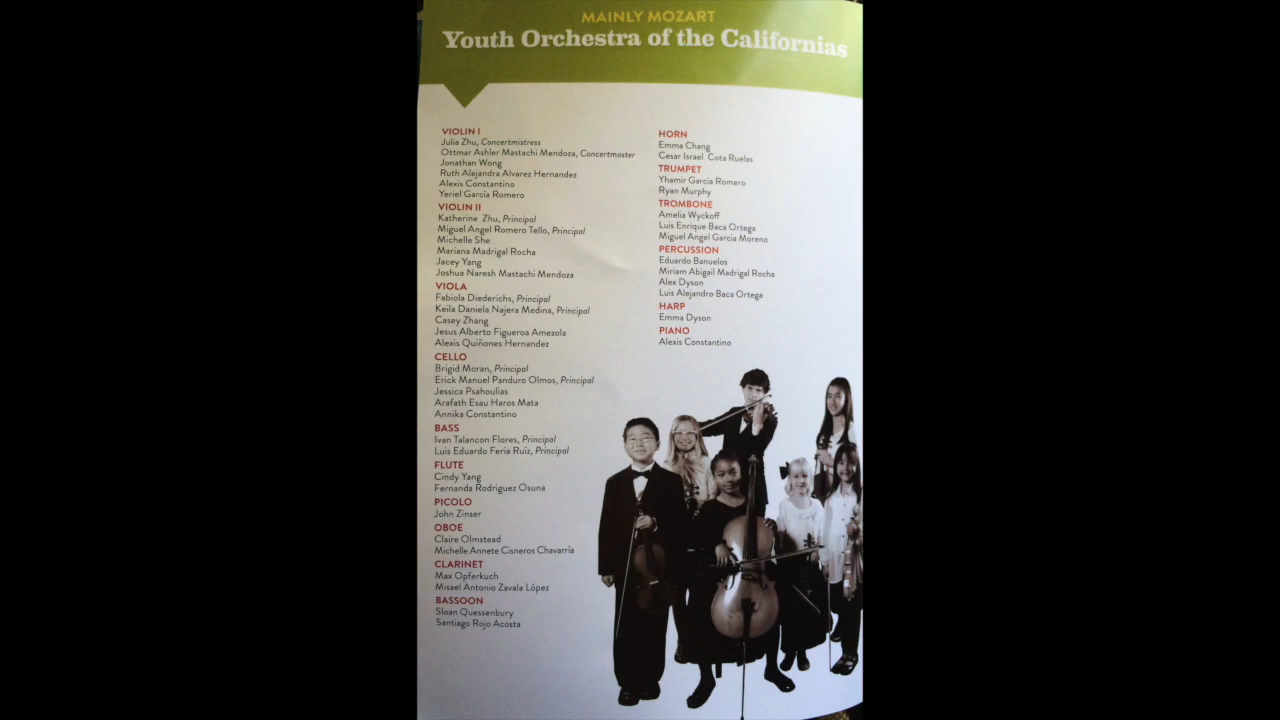 MAINLY MOZART
Youth Orchestra of the Californias
VIOLIN I
Julia Zhu, Concertmistress
Ottmar Ashler Mastachi Mendoza, Concertmaster
Jonathan Wong
Ruth Alejandra Alvarez Hernandez
Alexis Constantino
Yeriel García Romero
VIOLIN II
Katherine Zhu, Principal
Miguel Angel Romero Tello, Principal
Michelle She
Mariana Madrigal Rocha
Jacey Yang
Joshua Naresh Mastachi Mendoza
VIOLA
Fabiola Diederichs, Principal
Keila Daniela Najera Medina, Principal
Casey Zhang
Jesus Alberto Figueroa Amezola
Alexis Quiñones Hernandez
CELLO
Brigid Moran, Principal
Erick Manuel Panduro Olmos, Principal
Jessica Psahoulias
Arafath Esau Haros Mata
Annika Constantino
BASS
Ivan Talancon Flores, Principal
Luis Eduardo Feria Ruíz, Principal
FLUTE
Cindy Yang
Fernanda Rodriguez Osuna
PICOLO
John Zinser
OBOE
Claire Olmstead
Michelle Annete Cisneros Chavarría
CLARINET
Max Opferkuch
Misael Antonio Zavala López
BASSOON
Sloan Quessenbury
Santiago Rojo Acosta
HORN
Emma Chang
Cesar Israel Cota Ruelas
TRUMPET
Yhamir Garcia Romero
Ryan Murphy
TROMBONE
Amelia Wyckoff
Luis Enrique Baca Ortega
Miguel Angel Garcia Moreno
PERCUSSION
Eduardo Banuelos
Miriam Abigail Madrigal Rocha
Alex Dyson
Luis Alejandro Baca Ortega
HARP
Emma Dyson
PIANO
Alexis Constantino